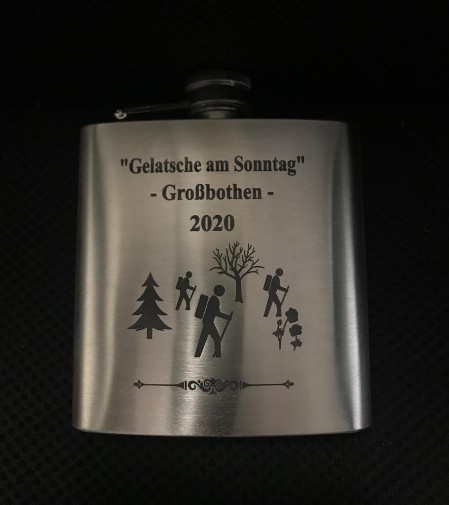 "Gelatsche am Sonntag"
- Großbothen -
2020